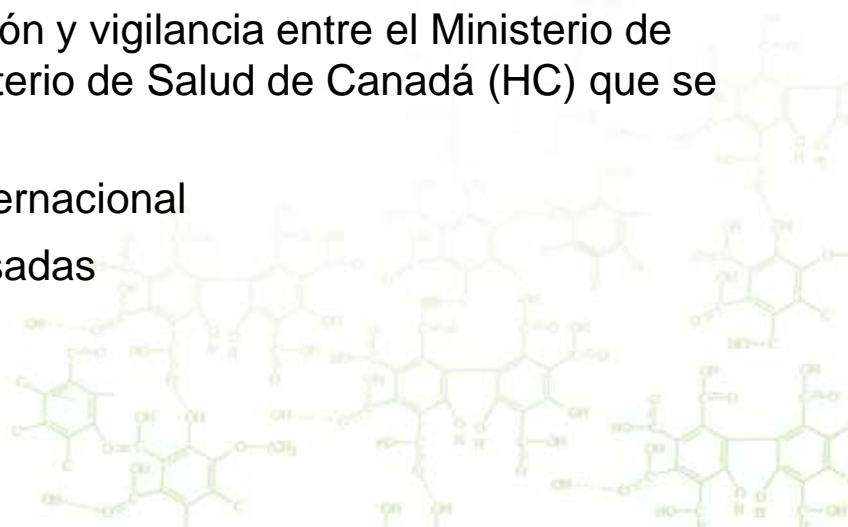 ón y vigilancia entre el Ministerio de
terio de Salud de Canadá (HC) que se
ernacional
sadas